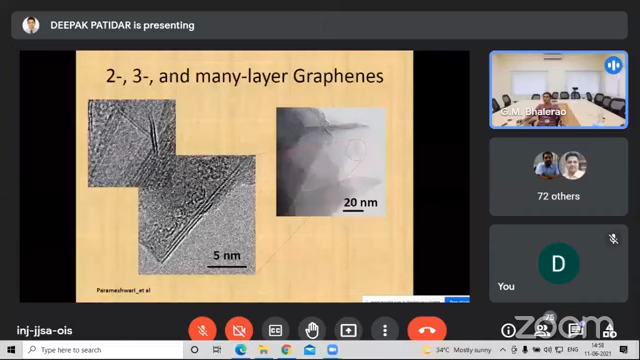 DEEPAK PATIDAR is presenting
2-, 3-, and many-layer Graphenes
20 nm
5 nm
Parameshwari_et al
G.M. Bhalerao
72 others
D
You
inj-jjsa-ois
CC
75
zoom
Type here to search
34°C Mostly sunny
ENG
14:58
11-06-2021